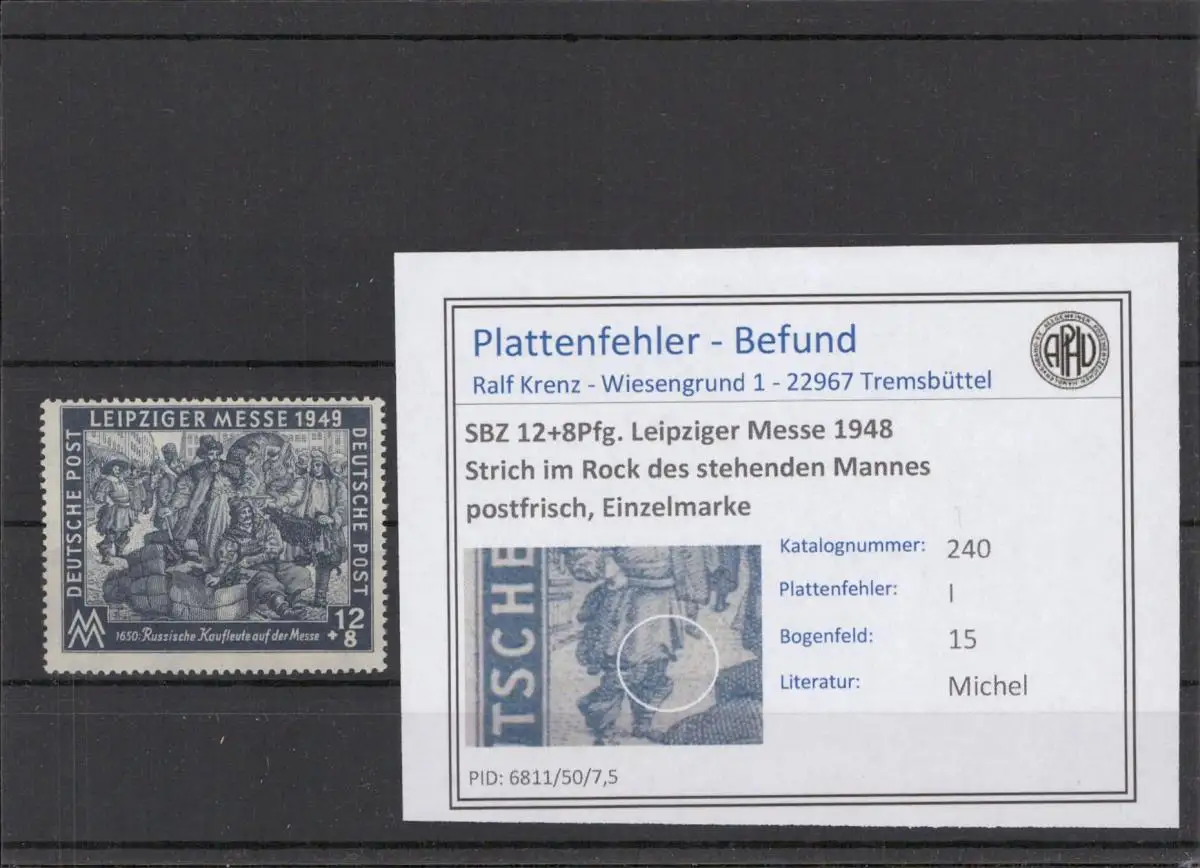 LEIPZIGER MESSE 1949
DEUTSCHE POST
DEUTSCHE POST
12
+ 8
1650: Russische Kaufleute auf der Messe
Plattenfehler - Befund
Ralf Krenz - Wiesengrund 1 - 22967 Tremsbüttel
APHV
SBZ 12+8Pfg. Leipziger Messe 1948
Strich im Rock des stehenden Mannes
postfrisch, Einzelmarke
TSCHE
Katalognummer: 240
Plattenfehler: I
Bogenfeld: 15
Literatur: Michel
PID: 6811/50/7,5